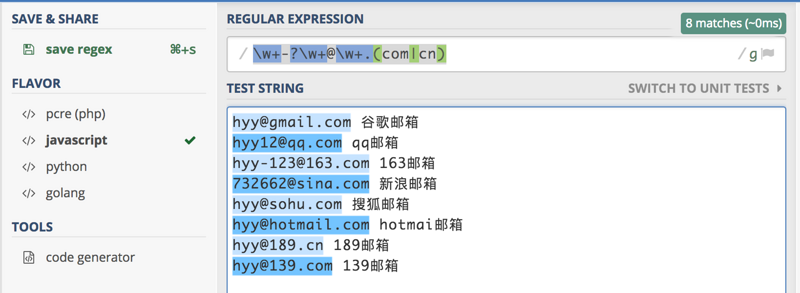 SAVE & SHARE
save regex ⌘+s
FLAVOR
</> pcre (php)
</> javascript
</> python
</> golang
TOOLS
code generator
REGULAR EXPRESSION
8 matches (~0ms)
/ \w+-?\w+@\w+.(com|cn) / g
TEST STRING
SWITCH TO UNIT TESTS
hyy@gmail.com 谷歌邮箱
hyy12@qq.com qq邮箱
hyy-123@163.com 163邮箱
732662@sina.com 新浪邮箱
hyy@sohu.com 搜狐邮箱
hyy@hotmail.com hotmai邮箱
hyy@189.cn 189邮箱
hyy@139.com 139邮箱